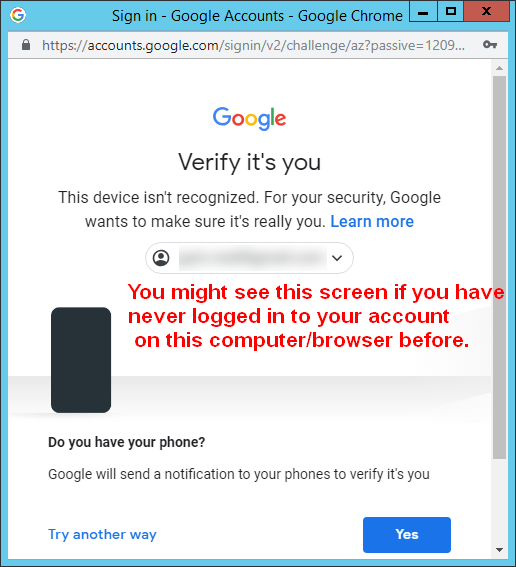 Sign in - Google Accounts - Google Chrome
https://accounts.google.com/signin/v2/challenge/az?passive=1209...
Google
Verify it's you
This device isn't recognized. For your security, Google
wants to make sure it's really you. Learn more
You might see this screen if you have
never logged in to your account
on this computer/browser before.
Do you have your phone?
Google will send a notification to your phones to verify it's you
Try another way
Yes